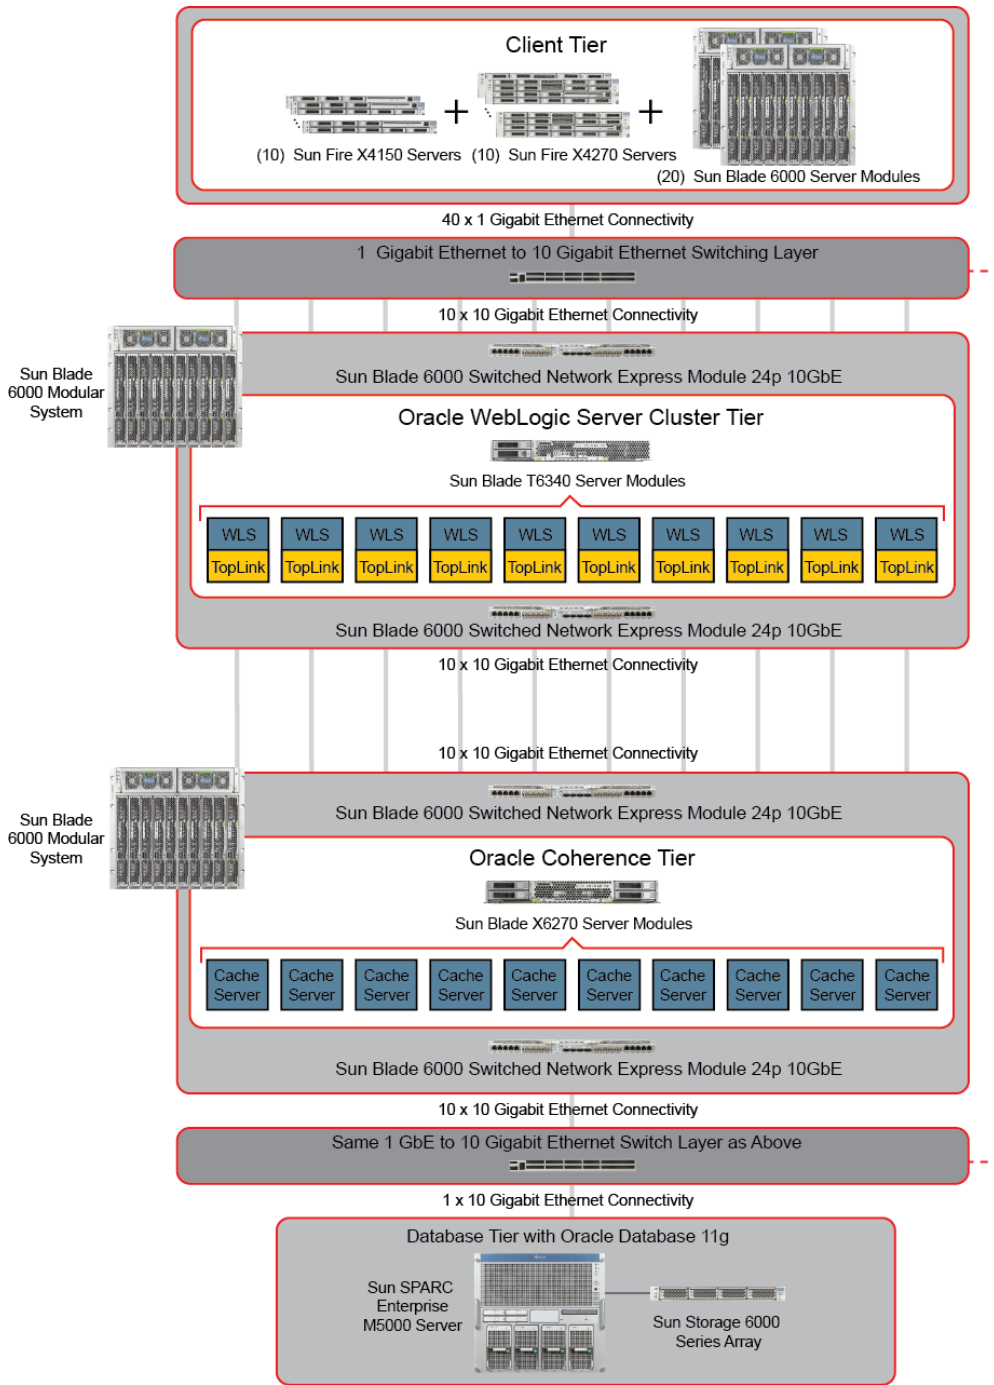 Client Tier
+
+
(10) Sun Fire X4150 Servers
(10) Sun Fire X4270 Servers
(20) Sun Blade 6000 Server Modules
40 x 1 Gigabit Ethernet Connectivity
1 Gigabit Ethernet to 10 Gigabit Ethernet Switching Layer
10 x 10 Gigabit Ethernet Connectivity
Sun Blade
6000 Modular
System
Sun Blade 6000 Switched Network Express Module 24p 10GbE
Oracle WebLogic Server Cluster Tier
Sun Blade T6340 Server Modules
WLS WLS WLS WLS WLS WLS WLS WLS WLS WLS
TopLink TopLink TopLink TopLink TopLink TopLink TopLink TopLink TopLink TopLink
Sun Blade 6000 Switched Network Express Module 24p 10GbE
10 x 10 Gigabit Ethernet Connectivity
10 x 10 Gigabit Ethernet Connectivity
Sun Blade
6000 Modular
System
Sun Blade 6000 Switched Network Express Module 24p 10GbE
Oracle Coherence Tier
Sun Blade X6270 Server Modules
Cache Cache Cache Cache Cache Cache Cache Cache Cache Cache
Server Server Server Server Server Server Server Server Server Server
Sun Blade 6000 Switched Network Express Module 24p 10GbE
10 x 10 Gigabit Ethernet Connectivity
Same 1 GbE to 10 Gigabit Ethernet Switch Layer as Above
1 x 10 Gigabit Ethernet Connectivity
Database Tier with Oracle Database 11g
Sun SPARC
Enterprise
M5000 Server
Sun Storage 6000
Series Array